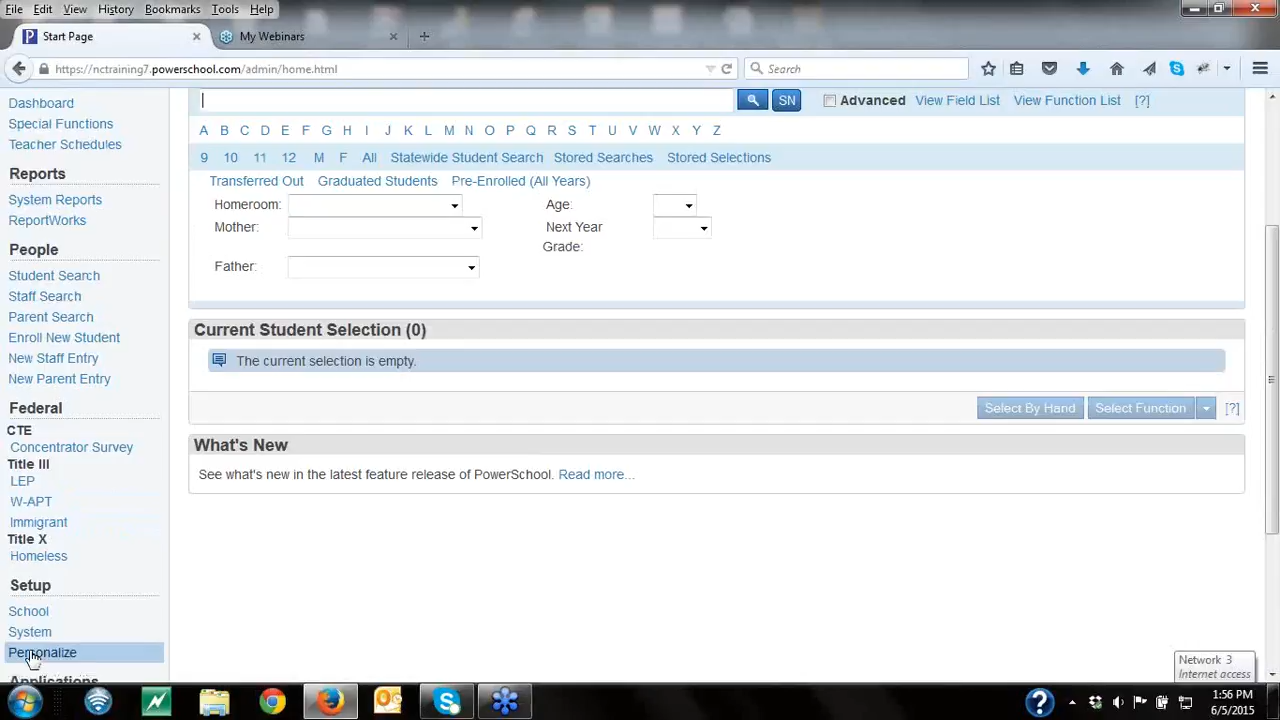 File Edit View History Bookmarks Tools Help
Start Page × My Webinars × +
https://nctraining7.powerschool.com/admin/home.html Search
Dashboard
Special Functions
Teacher Schedules
Reports
System Reports
ReportWorks
People
Student Search
Staff Search
Parent Search
Enroll New Student
New Staff Entry
New Parent Entry
Federal
CTE
Concentrator Survey
Title III
LEP
W-APT
Immigrant
Title X
Homeless
Setup
School
System
Personalize
Applications
SN Advanced View Field List View Function List [?]
A B C D E F G H I J K L M N O P Q R S T U V W X Y Z
9 10 11 12 M F All Statewide Student Search Stored Searches Stored Selections
Transferred Out Graduated Students Pre-Enrolled (All Years)
Homeroom: Age:
Mother: Next Year
Grade:
Father:
Current Student Selection (0)
The current selection is empty.
Select By Hand Select Function [?]
What's New
See what's new in the latest feature release of PowerSchool. Read more...
Network 3
Internet access
1:56 PM
6/5/2015